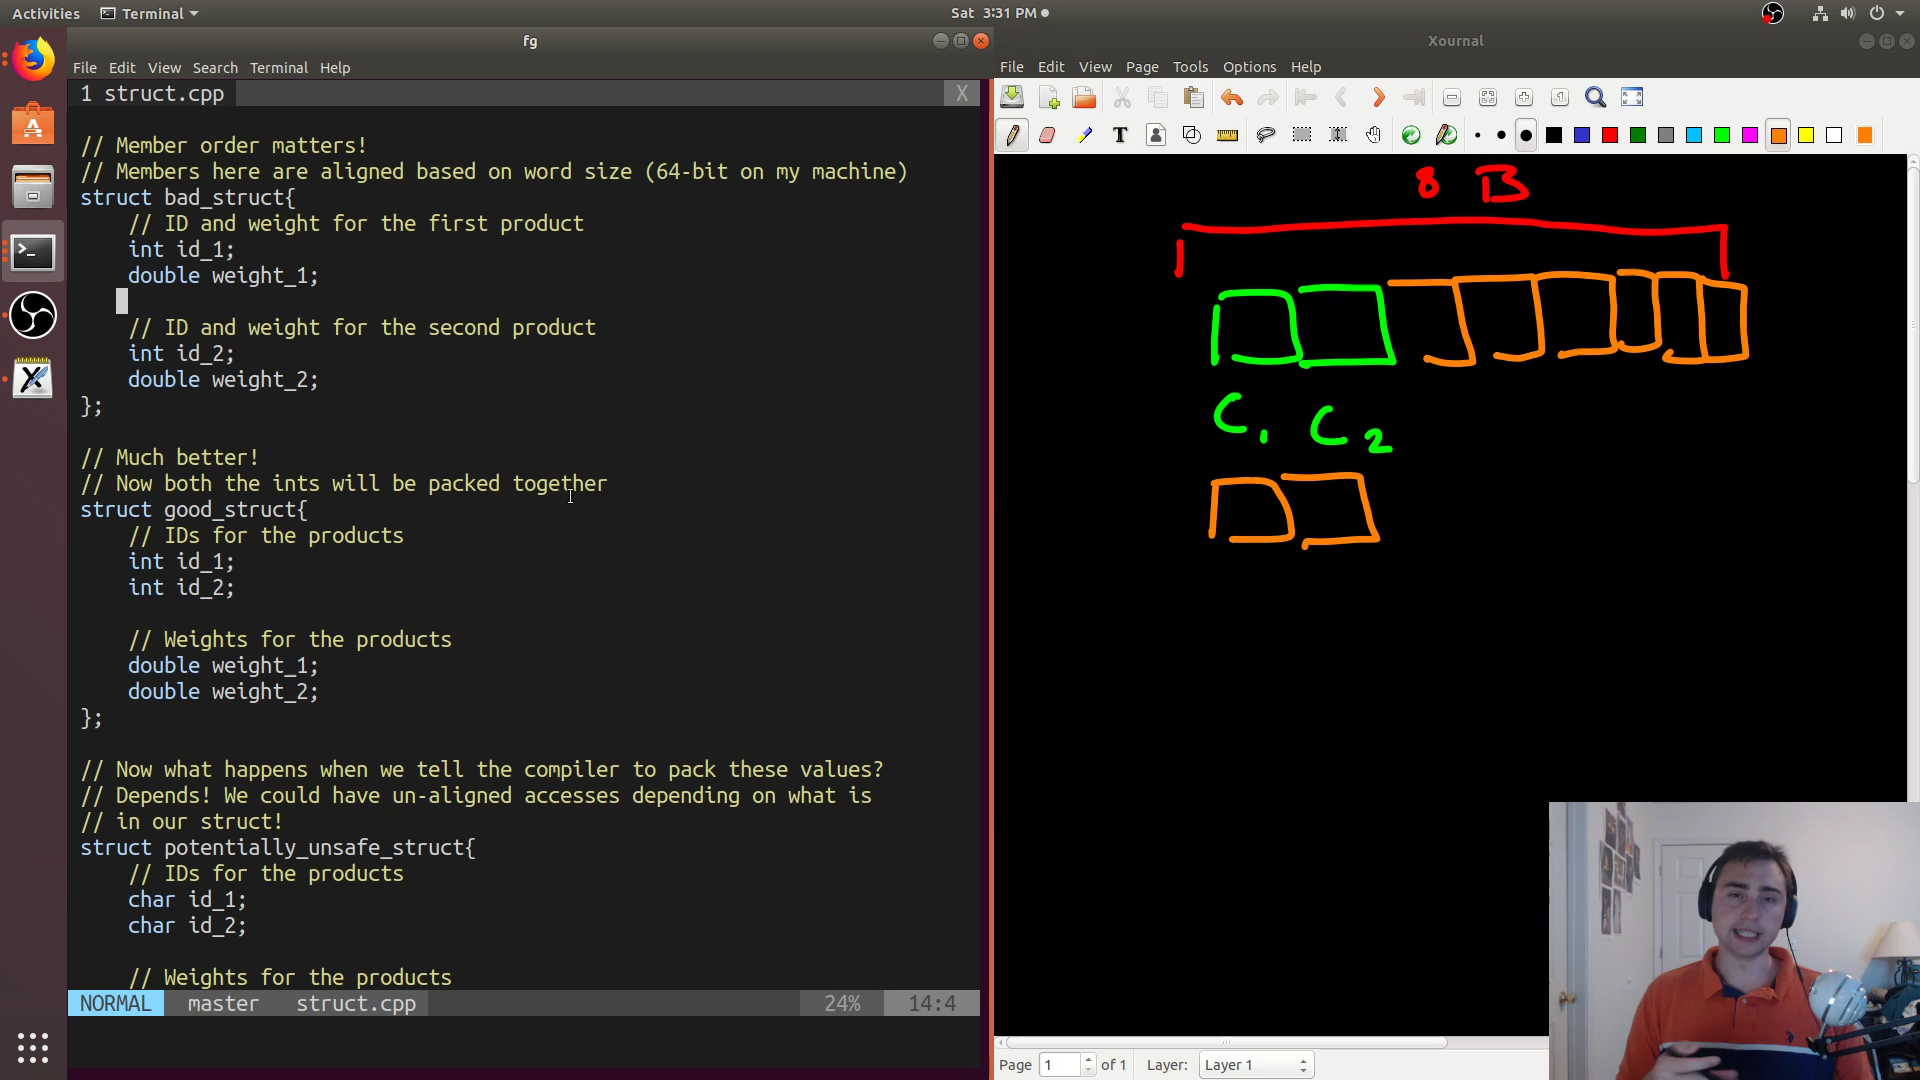 Activities
Terminal
Sat 3:31 PM
fg
File Edit View Search Terminal Help
1 struct.cpp X
// Member order matters!
// Members here are aligned based on word size (64-bit on my machine)
struct bad_struct{
// ID and weight for the first product
int id_1;
double weight_1;
// ID and weight for the second product
int id_2;
double weight_2;
};
// Much better!
// Now both the ints will be packed together
struct good_struct{
// IDs for the products
int id_1;
int id_2;
// Weights for the products
double weight_1;
double weight_2;
};
// Now what happens when we tell the compiler to pack these values?
// Depends! We could have un-aligned accesses depending on what is
// in our struct!
struct potentially_unsafe_struct{
// IDs for the products
char id_1;
char id_2;
// Weights for the products
NORMAL master struct.cpp 24% 14:4
Xournal
File Edit View Page Tools Options Help
8 B
C1 C2
Page 1 of 1 Layer: Layer 1